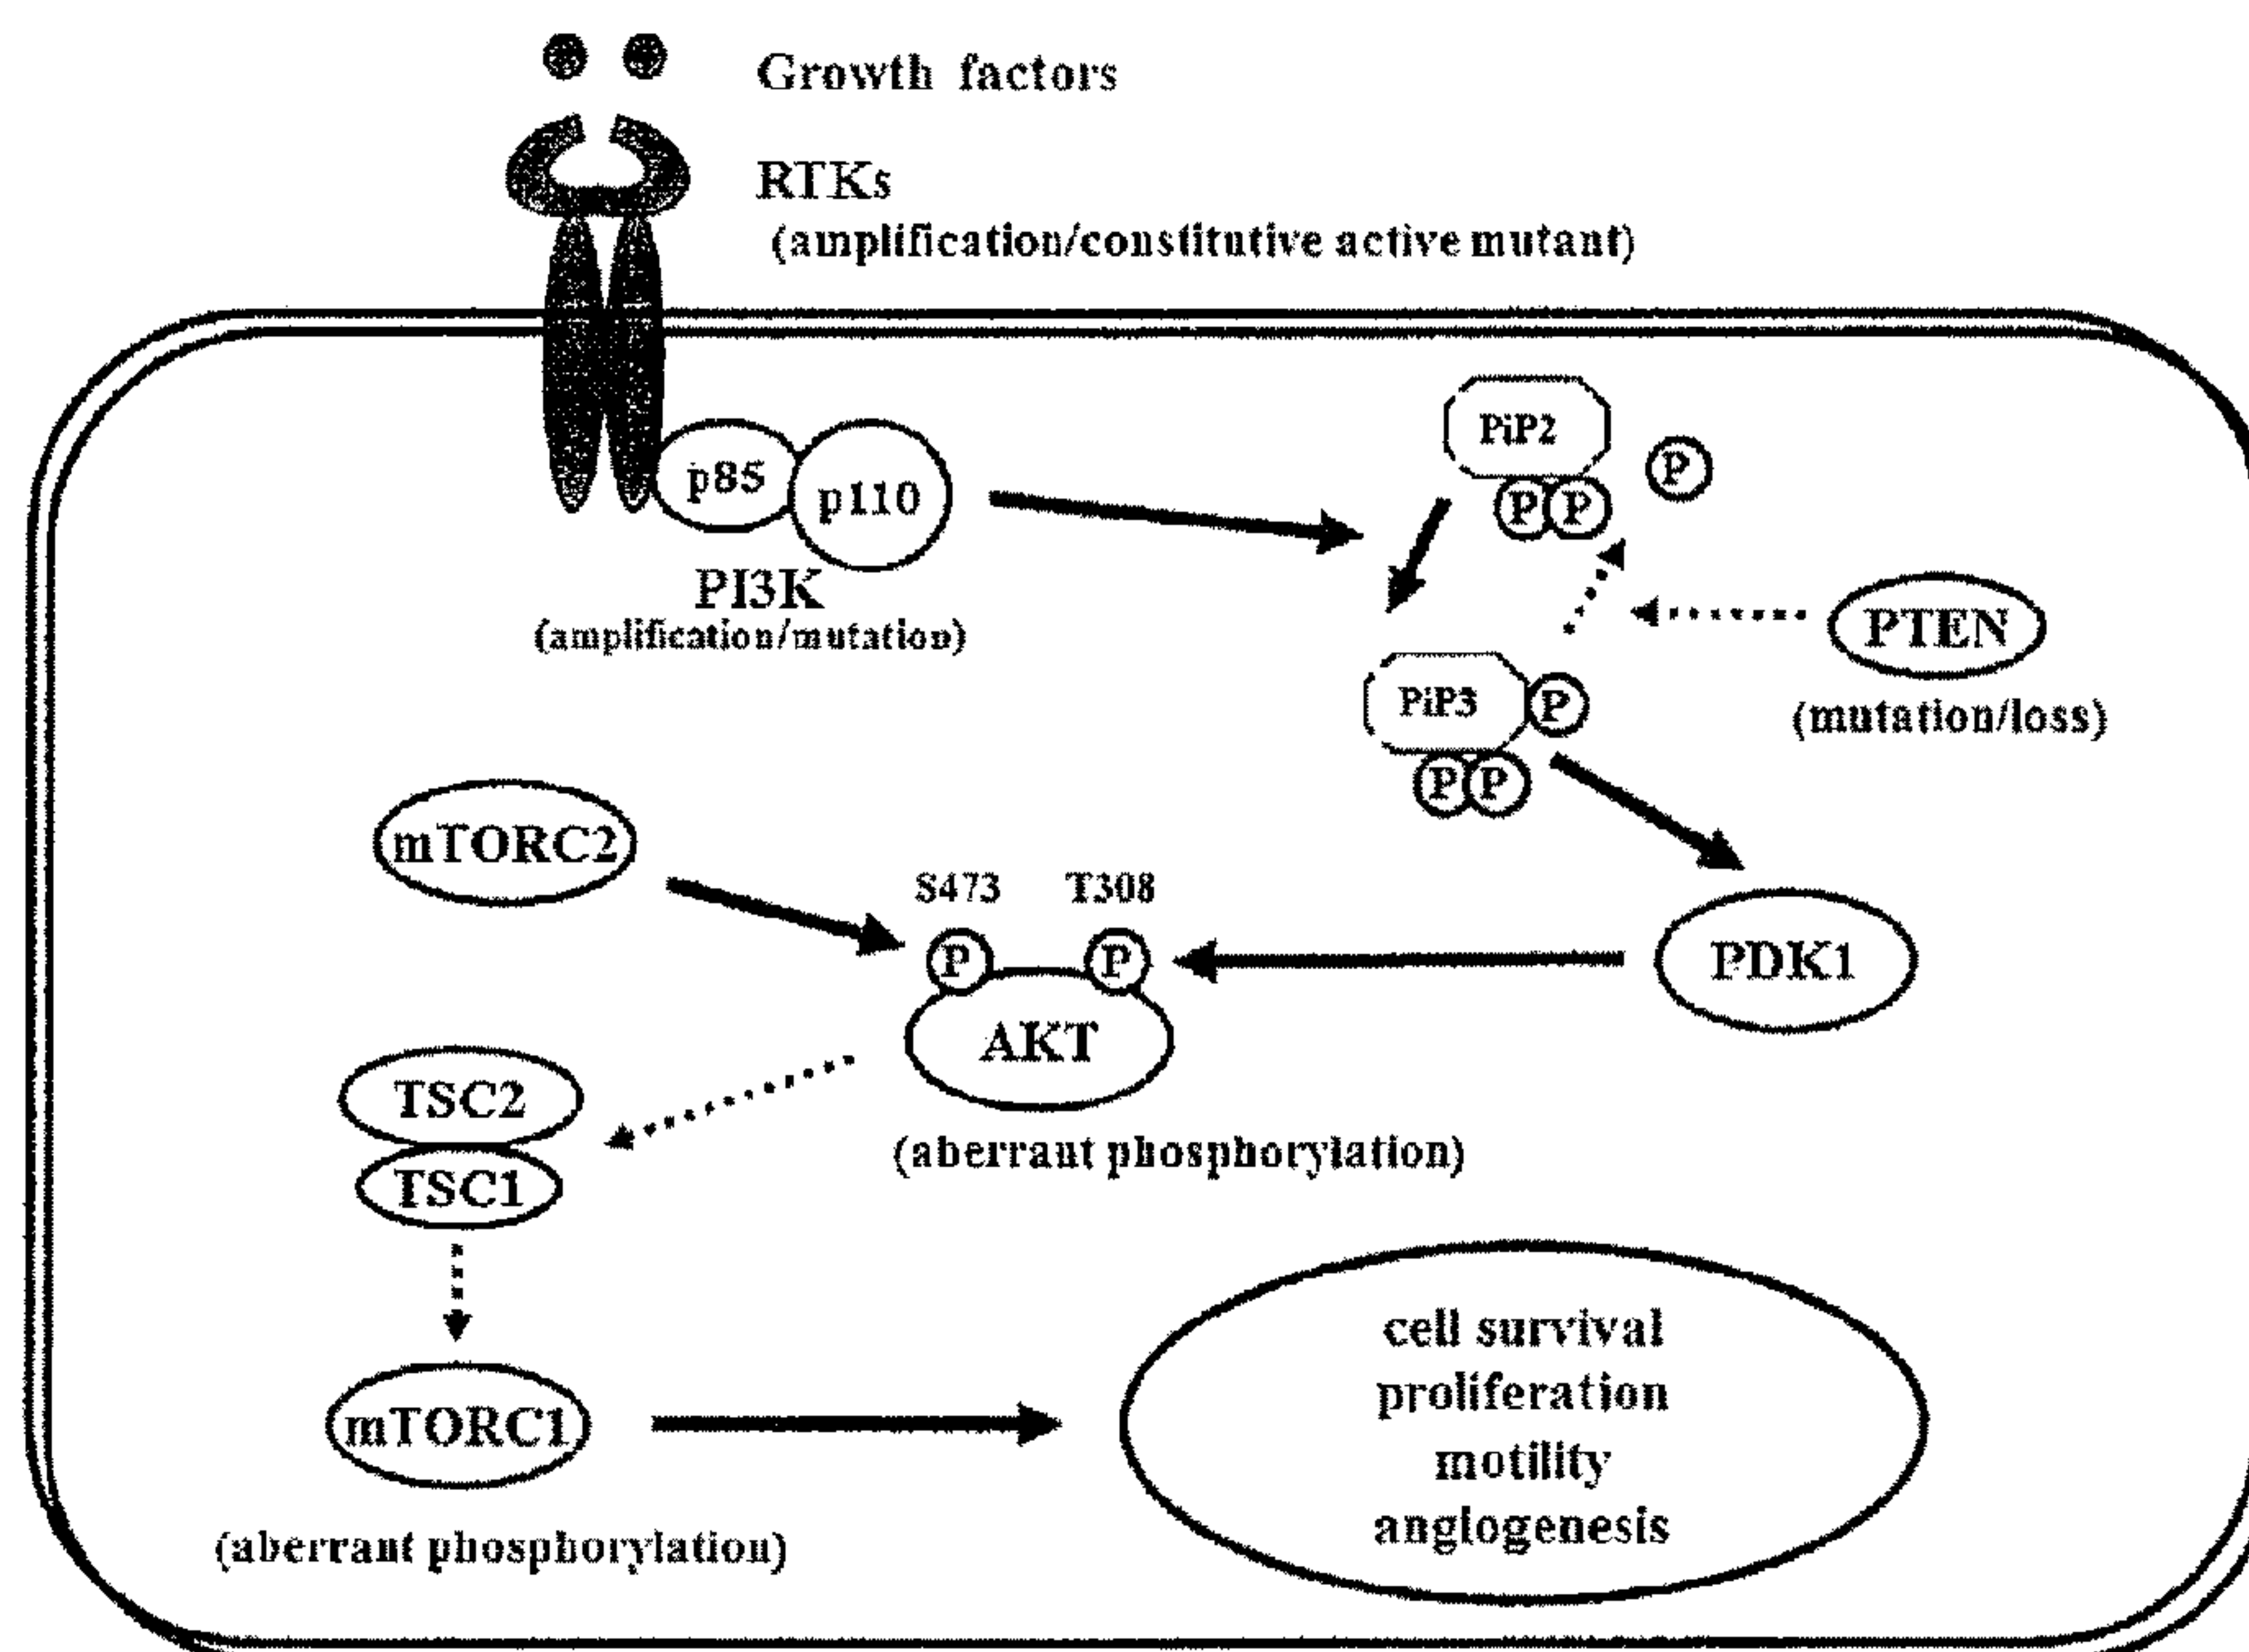 Growth factors
RTKs
(amplification/constitutive active mutant)
PiP2
P
p85
p110
P P
PI3K
(amplification/mutation)
PTEN
(mutation/loss)
PiP3
P
P P
mTORC2
S473
T308
P
P
PDK1
AKT
TSC2
(aberrant phosphorylation)
TSC1
cell survival
proliferation
motility
angiogenesis
mTORC1
(aberrant phosphorylation)